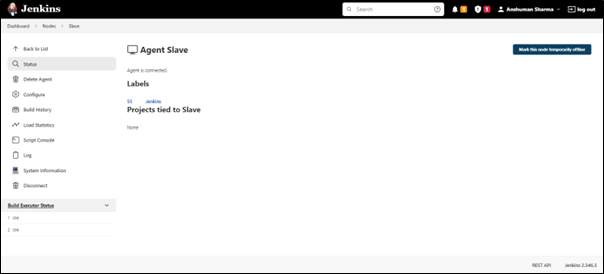 Jenkins
Search
1
1
Anshuman Sharma
log out
Dashboard
Nodes
Slave
Back to List
Status
Delete Agent
Configure
Build History
Load Statistics
Script Console
Log
System Information
Disconnect
Build Executor Status
1 Idle
2 Idle
Agent Slave
Mark this node temporarily offline
Agent is connected.
Labels
Jenkins
Projects tied to Slave
None
REST API
Jenkins 2.346.3